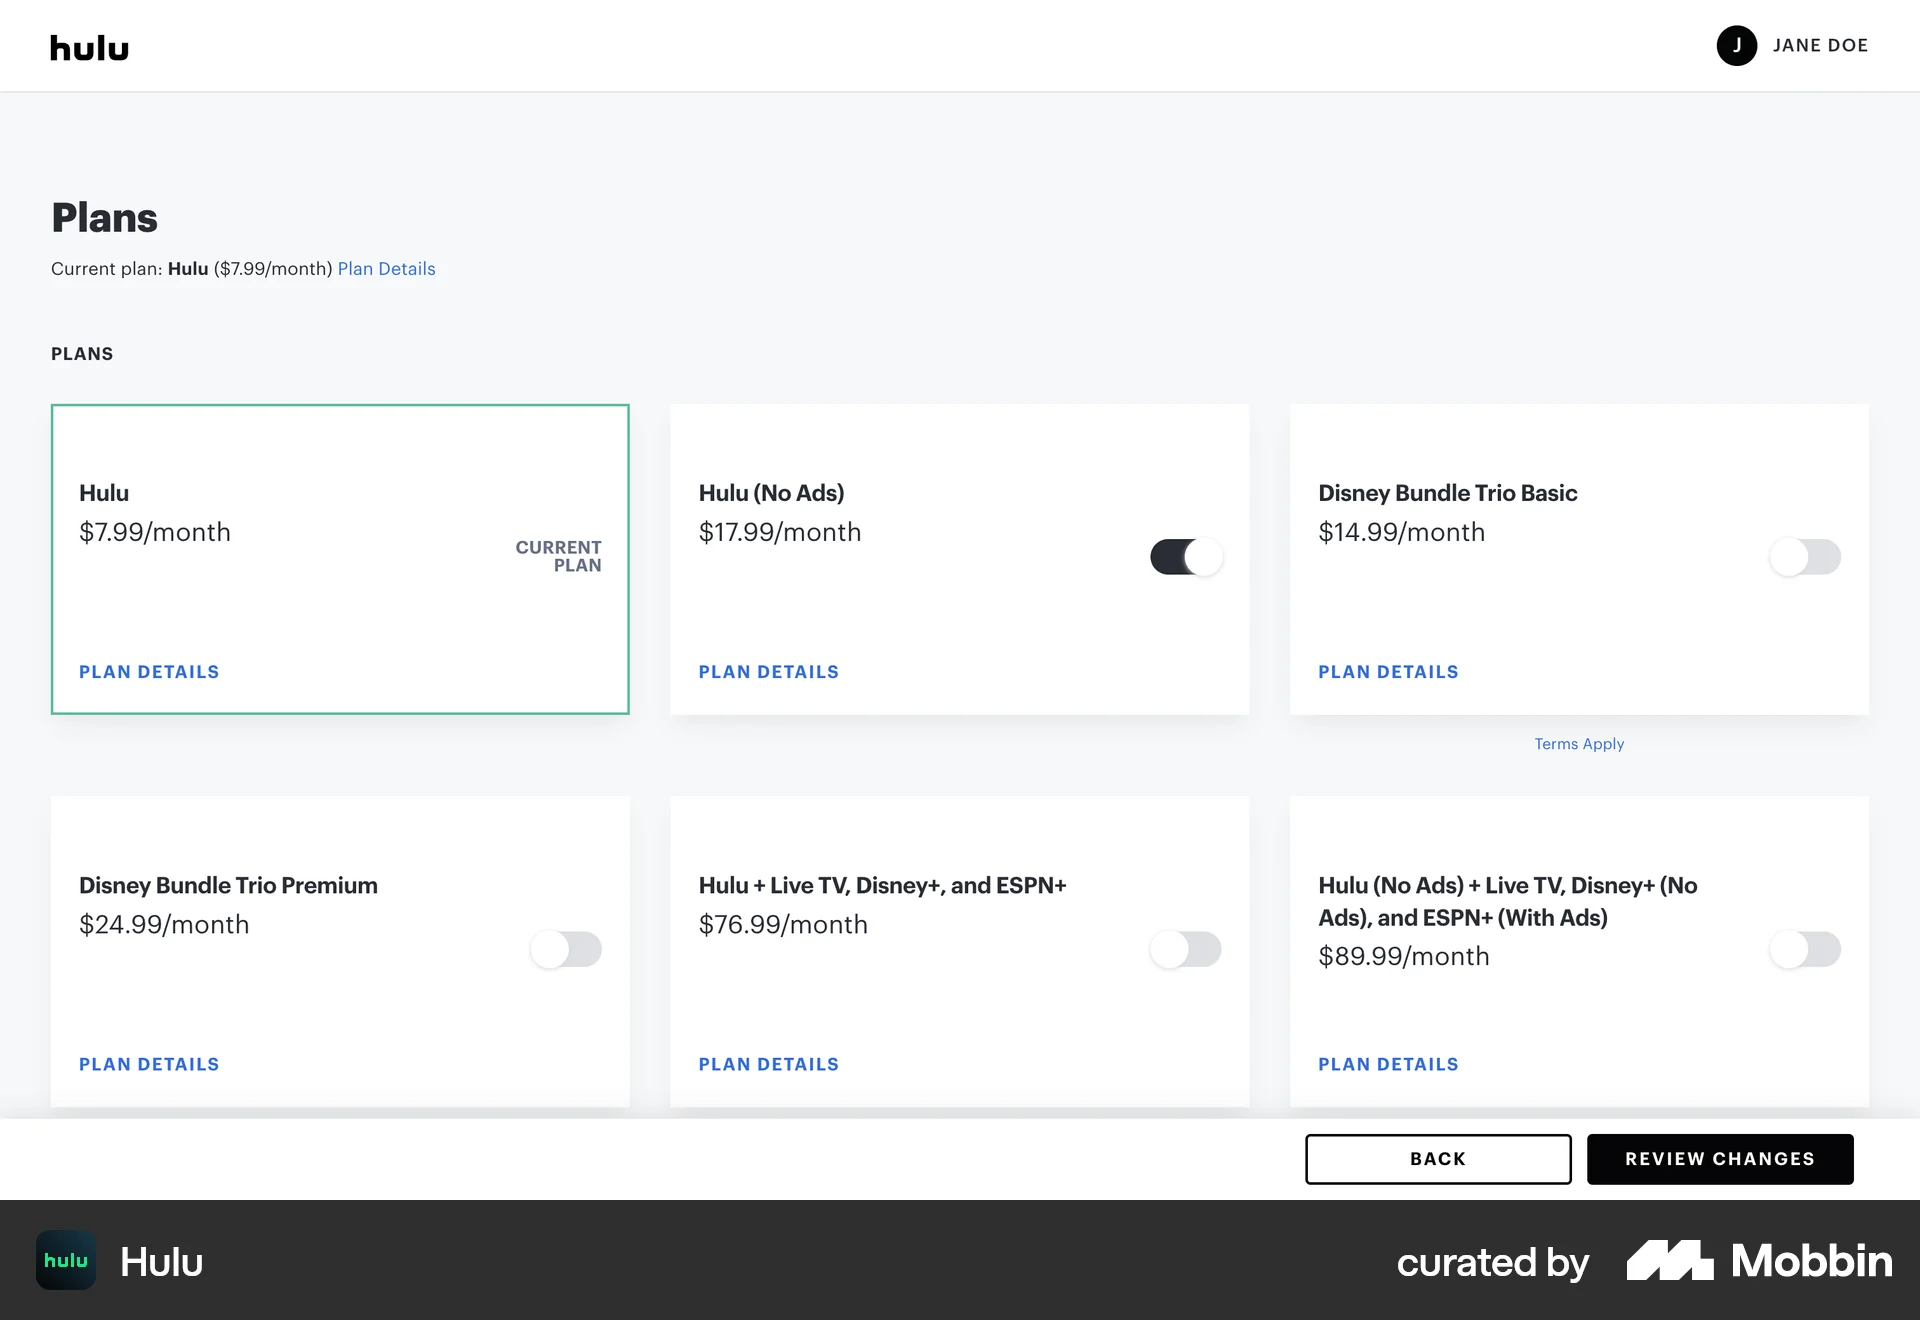 hulu
J JANE DOE
Plans
Current plan: Hulu ($7.99/month) Plan Details
PLANS
Hulu
$7.99/month
CURRENT
PLAN
PLAN DETAILS
Hulu (No Ads)
$17.99/month
PLAN DETAILS
Disney Bundle Trio Basic
$14.99/month
PLAN DETAILS
Terms Apply
Disney Bundle Trio Premium
$24.99/month
PLAN DETAILS
Hulu + Live TV, Disney+, and ESPN+
$76.99/month
PLAN DETAILS
Hulu (No Ads) + Live TV, Disney+ (No
Ads), and ESPN+ (With Ads)
$89.99/month
PLAN DETAILS
BACK
REVIEW CHANGES
hulu
Hulu
curated by
Mobbin